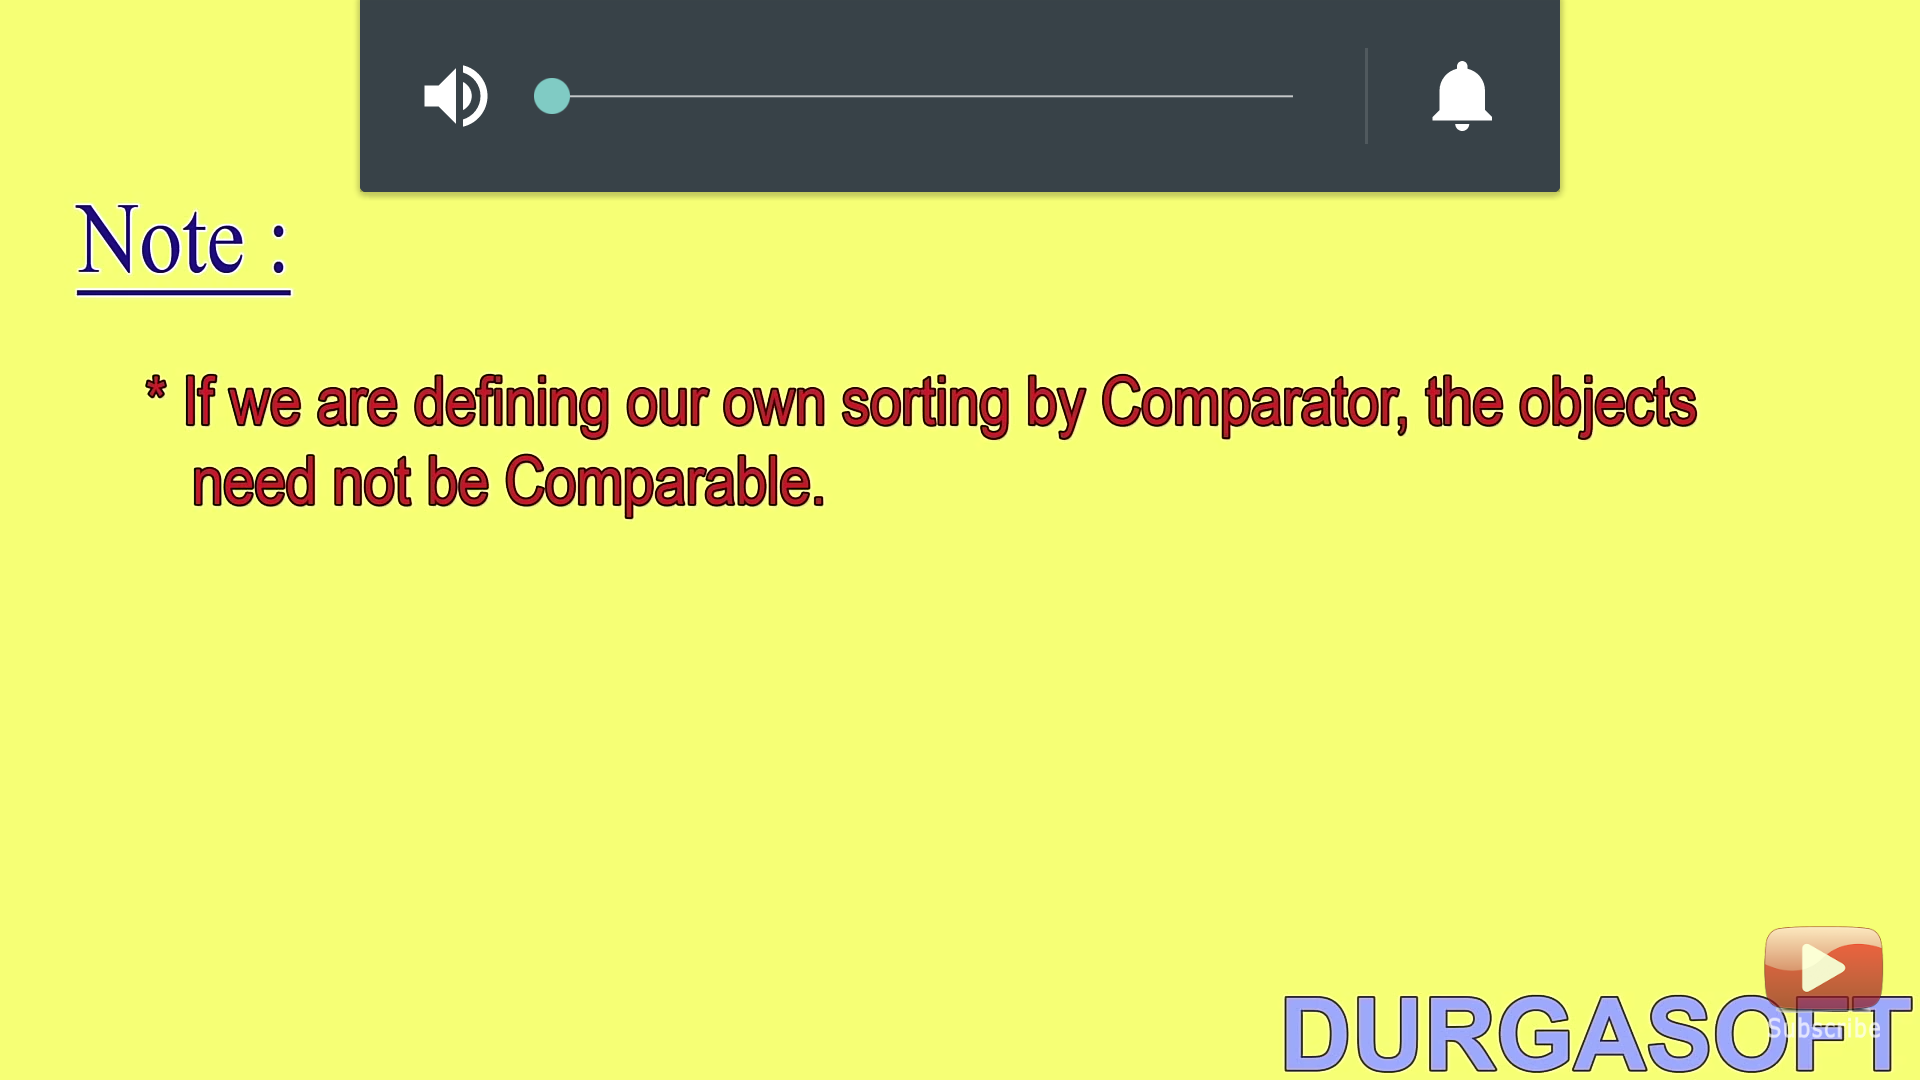 Note :
* If we are defining our own sorting by Comparator, the objects
need not be Comparable.
Subscribe
DURGASOFT